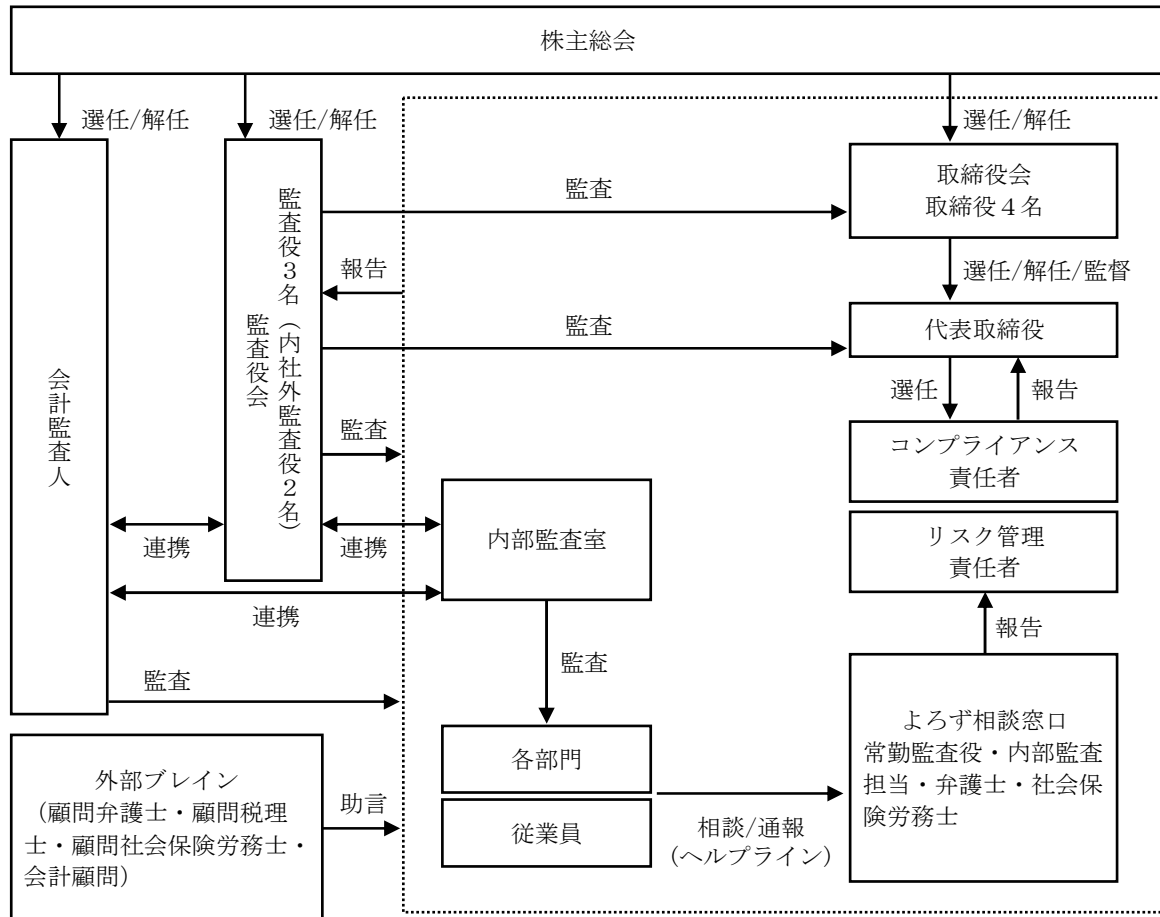 株主総会
選任/解任
選任/解任
選任/解任
会計監査人
監査役3名（内社外監査役2名）
監査役会
監査
取締役会
取締役４名
報告
選任/解任/監督
監査
代表取締役
選任
報告
監査
コンプライアンス
責任者
連携
連携
内部監査室
リスク管理
責任者
連携
報告
監査
監査
よろず相談窓口
常勤監査役・内部監査
担当・弁護士・社会保
険労務士
各部門
従業員
相談/通報
（ヘルプライン）
外部ブレイン
（顧問弁護士・顧問税理
士・顧問社会保険労務士・
会計顧問）
助言